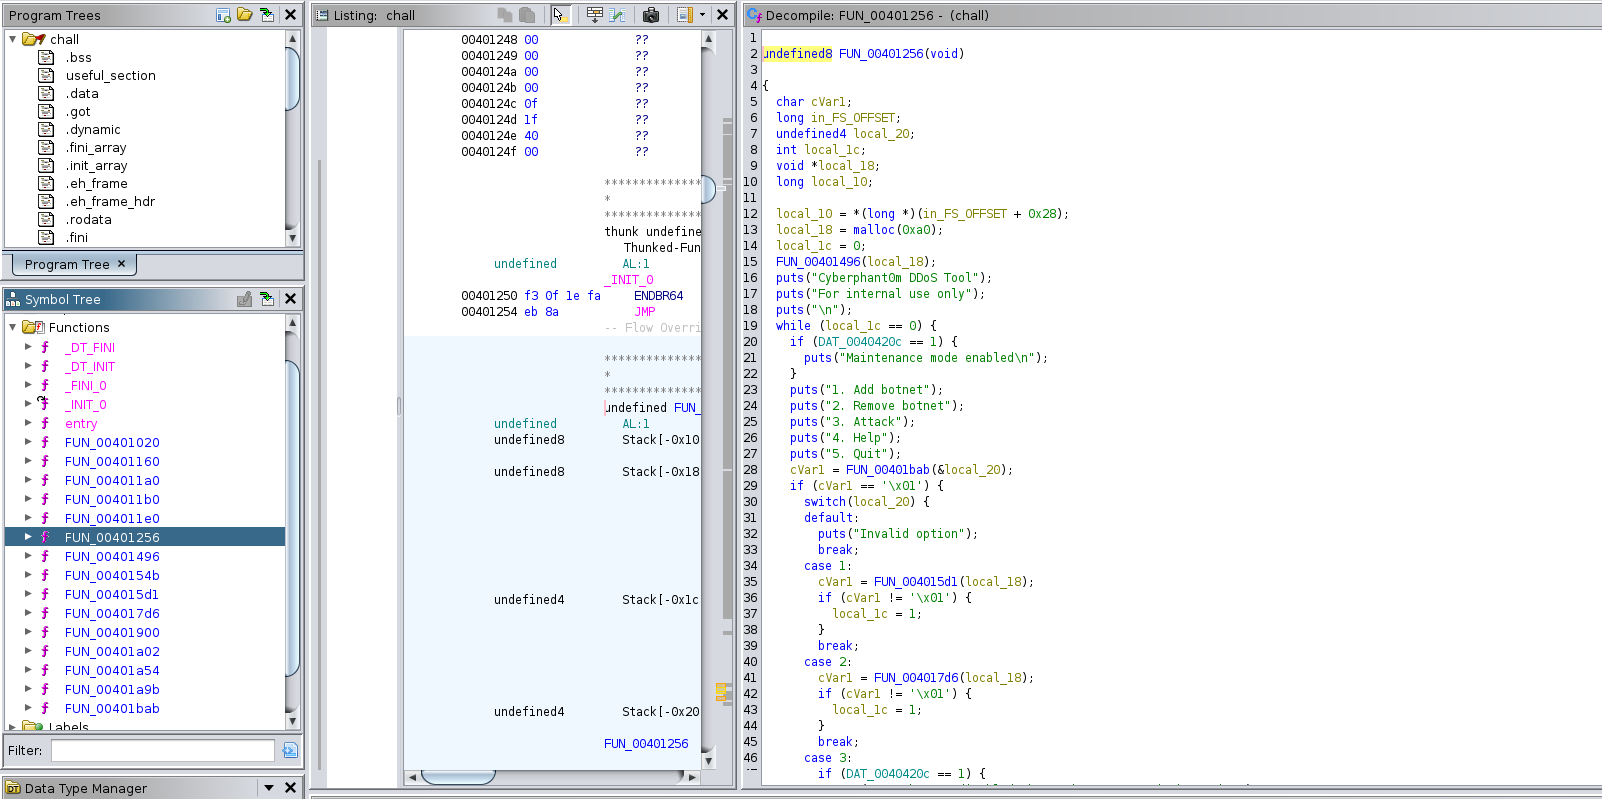 Program Trees
chall
.bss
useful_section
.data
.got
.dynamic
.fini_array
.init_array
.eh_frame
.eh_frame_hdr
.rodata
.fini
Program Tree ×
Symbol Tree
Functions
_DT_FINI
_DT_INIT
_FINI_0
_INIT_0
entry
FUN_00401020
FUN_00401160
FUN_004011a0
FUN_004011b0
FUN_004011e0
FUN_00401256
FUN_00401496
FUN_0040154b
FUN_004015d1
FUN_004017d6
FUN_00401900
FUN_00401a02
FUN_00401a54
FUN_00401a9b
FUN_00401bab
Labels
Filter:
Data Type Manager
Listing: chall
00401248 00 ??
00401249 00 ??
0040124a 00 ??
0040124b 00 ??
0040124c 0f ??
0040124d 1f ??
0040124e 40 ??
0040124f 00 ??
**************
*
**************
thunk undefine
Thunked-Fun
undefined AL:1
_INIT_0
00401250 f3 0f 1e fa ENDBR64
00401254 eb 8a JMP
-- Flow Overri
**************
*
**************
undefined FUN_
undefined AL:1
undefined8 Stack[-0x10
undefined8 Stack[-0x18
undefined4 Stack[-0x1c
undefined4 Stack[-0x20
FUN_00401256
Decompile: FUN_00401256 - (chall)
1
2 undefined8 FUN_00401256(void)
3
4 {
5 char cVar1;
6 long in_FS_OFFSET;
7 undefined4 local_20;
8 int local_1c;
9 void *local_18;
10 long local_10;
11
12 local_10 = *(long *)(in_FS_OFFSET + 0x28);
13 local_18 = malloc(0xa0);
14 local_1c = 0;
15 FUN_00401496(local_18);
16 puts("Cyberphant0m DDoS Tool");
17 puts("For internal use only");
18 puts("\n");
19 while (local_1c == 0) {
20 if (DAT_0040420c == 1) {
21 puts("Maintenance mode enabled\n");
22 }
23 puts("1. Add botnet");
24 puts("2. Remove botnet");
25 puts("3. Attack");
26 puts("4. Help");
27 puts("5. Quit");
28 cVar1 = FUN_00401bab(&local_20);
29 if (cVar1 == '\x01') {
30 switch(local_20) {
31 default:
32 puts("Invalid option");
33 break;
34 case 1:
35 cVar1 = FUN_004015d1(local_18);
36 if (cVar1 != '\x01') {
37 local_1c = 1;
38 }
39 break;
40 case 2:
41 cVar1 = FUN_004017d6(local_18);
42 if (cVar1 != '\x01') {
43 local_1c = 1;
44 }
45 break;
46 case 3:
if (DAT_0040420c == 1) {